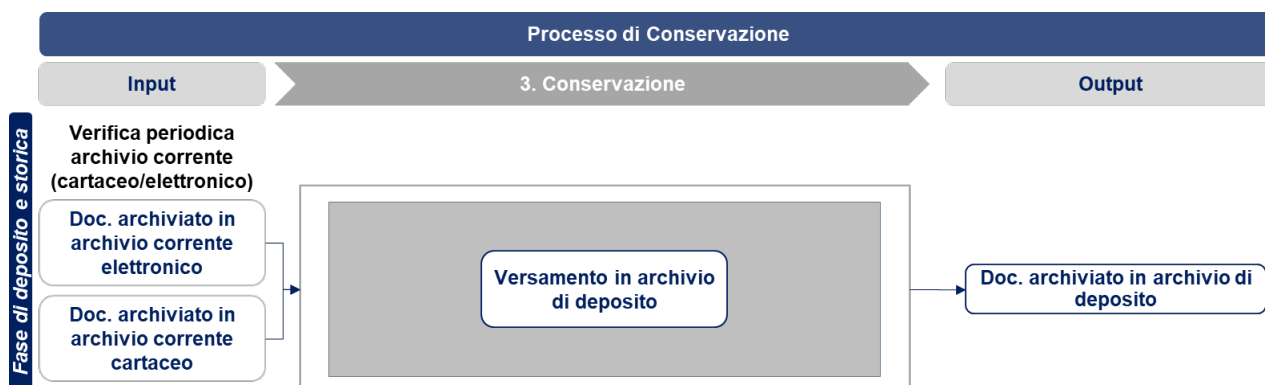 Processo di Conservazione
Input
3. Conservazione
Output
Fase di deposito e storica
Verifica periodica
archivio corrente
(cartaceo/elettronico)
Doc. archiviato in
archivio corrente
elettronico
Doc. archiviato in
archivio corrente
cartaceo
Versamento in archivio
di deposito
Doc. archiviato in archivio di
deposito